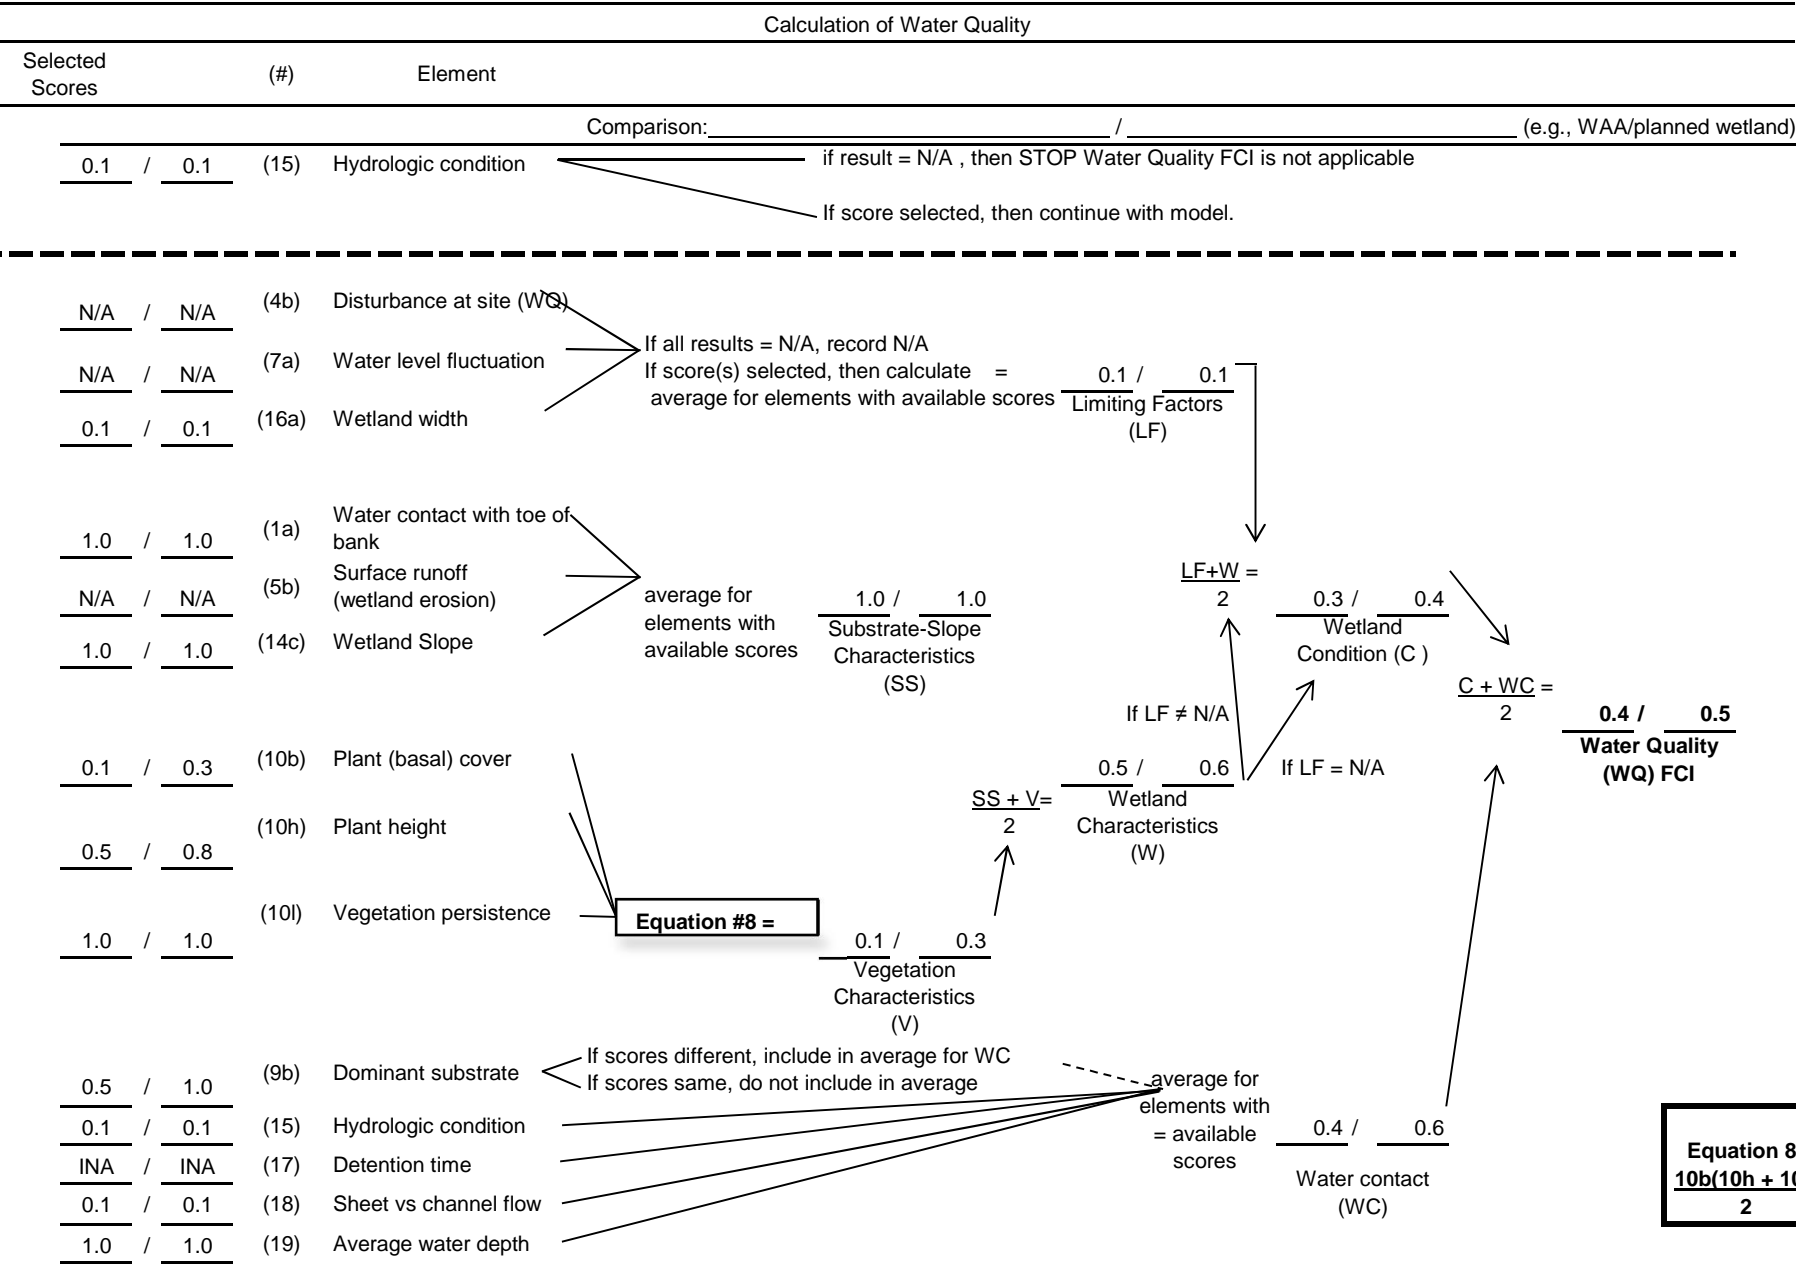 Calculation of Water Quality
Selected Scores (#) Element
Comparison: / (e.g., WAA/planned wetland)
0.1 / 0.1 (15) Hydrologic condition if result = N/A , then STOP Water Quality FCI is not applicable
If score selected, then continue with model.
N/A / N/A (4b) Disturbance at site (WQ)
N/A / N/A (7a) Water level fluctuation
0.1 / 0.1 (16a) Wetland width
If all results = N/A, record N/A
If score(s) selected, then calculate =
average for elements with available scores
0.1 / 0.1
Limiting Factors
(LF)
1.0 / 1.0 (1a) Water contact with toe of
bank
N/A / N/A (5b) Surface runoff
(wetland erosion)
1.0 / 1.0 (14c) Wetland Slope
average for
elements with
available scores
1.0 / 1.0
Substrate-Slope
Characteristics
(SS)
LF+W =
2
0.3 / 0.4
Wetland
Condition (C )
If LF ≠ N/A
If LF = N/A
C + WC =
2
0.4 / 0.5
Water Quality
(WQ) FCI
0.1 / 0.3 (10b) Plant (basal) cover
0.5 / 0.8 (10h) Plant height
1.0 / 1.0 (10l) Vegetation persistence
SS + V=
2
0.5 / 0.6
Wetland
Characteristics
(W)
Equation #8 =
0.1 / 0.3
Vegetation
Characteristics
(V)
0.5 / 1.0 (9b) Dominant substrate
If scores different, include in average for WC
If scores same, do not include in average
0.1 / 0.1 (15) Hydrologic condition
INA / INA (17) Detention time
0.1 / 0.1 (18) Sheet vs channel flow
1.0 / 1.0 (19) Average water depth
average for
elements with
= available
scores
0.4 / 0.6
Water contact
(WC)
Equation 8
10b(10h + 10
2